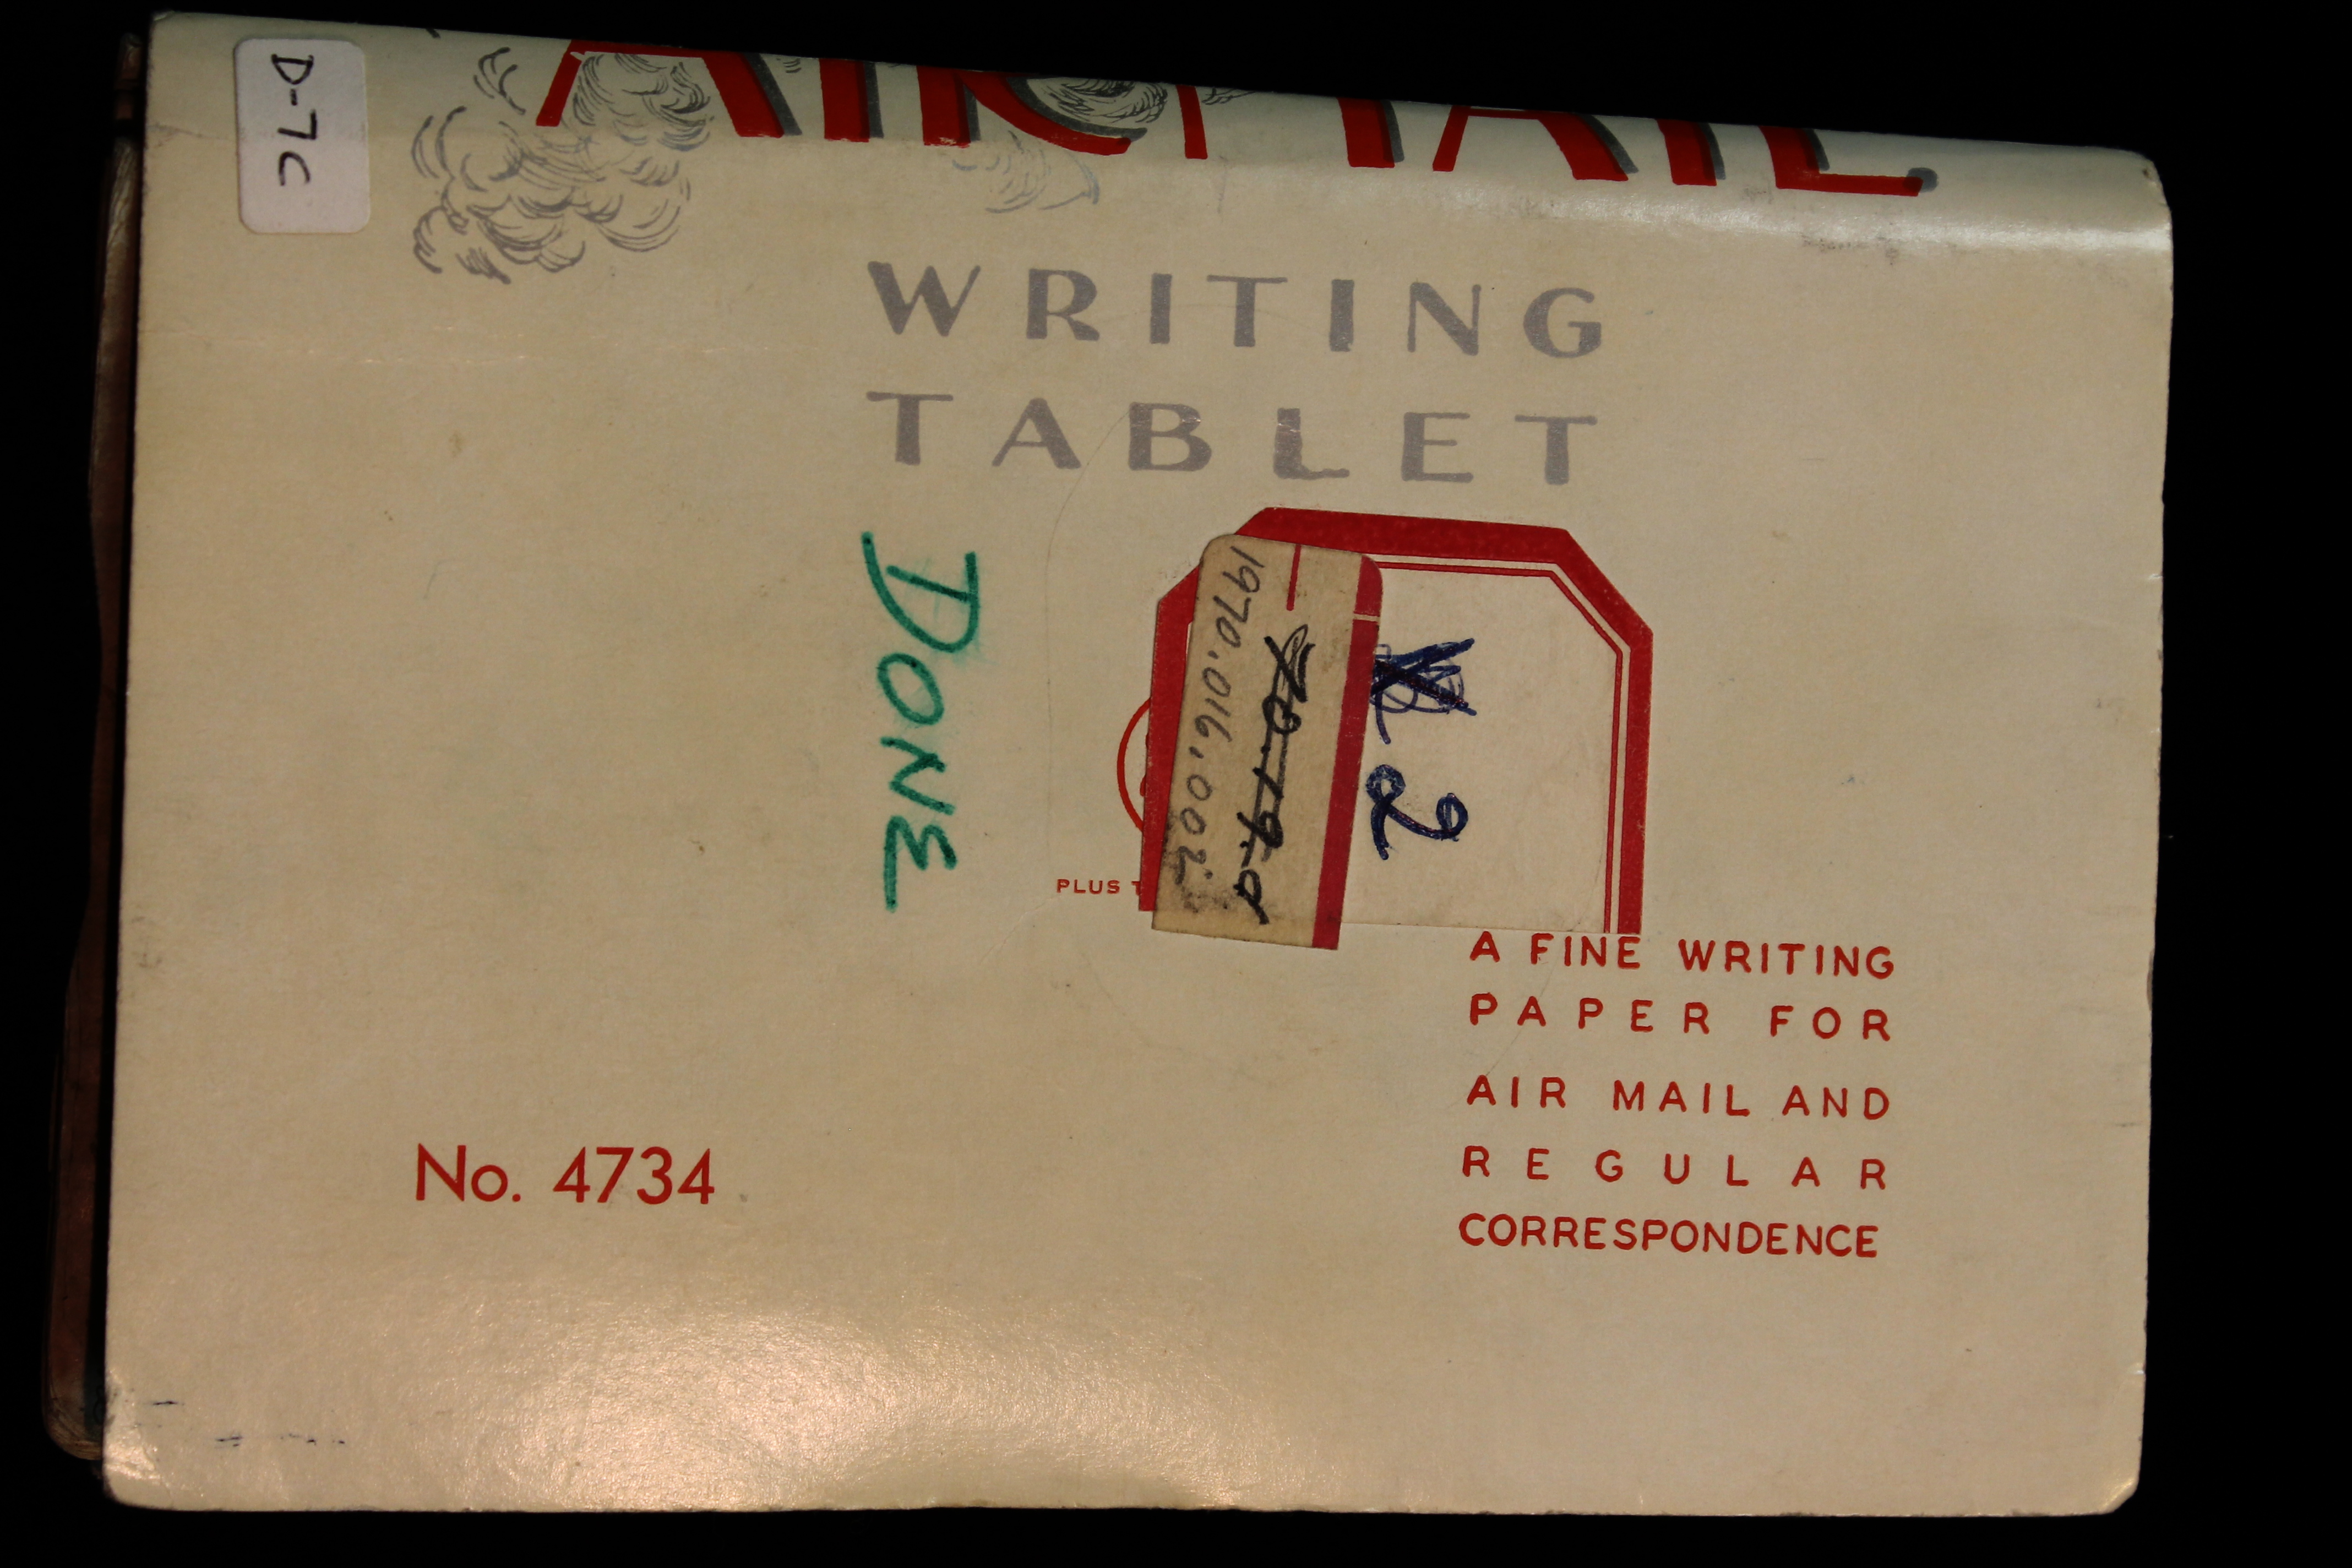 AIR MAIL
WRITING
TABLET
A FINE WRITING
PAPER FOR
AIR MAIL AND
REGULAR
CORRESPONDENCE
2
70.19.d
1970.016.002
PLUS
DONE
No. 4734
D-7C